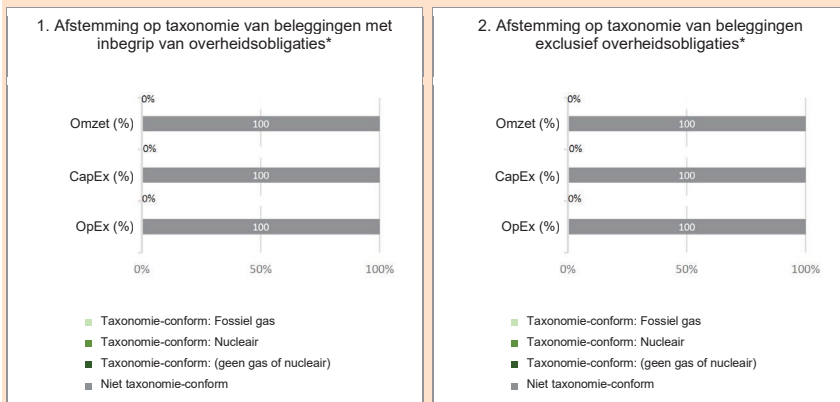 1. Afstemming op taxonomie van beleggingen met
inbegrip van overheidsobligaties*
0%
Omzet (%)
100
0%
CapEx (%)
100
0%
OpEx (%)
100
0%
50%
100%
Taxonomie-conform: Fossiel gas
Taxonomie-conform: Nucleair
Taxonomie-conform: (geen gas of nucleair)
Niet taxonomie-conform
2. Afstemming op taxonomie van beleggingen
exclusief overheidsobligaties*
0%
Omzet (%)
100
0%
CapEx (%)
100
0%
OpEx (%)
100
0%
50%
100%
Taxonomie-conform: Fossiel gas
Taxonomie-conform: Nucleair
Taxonomie-conform: (geen gas of nucleair)
Niet taxonomie-conform